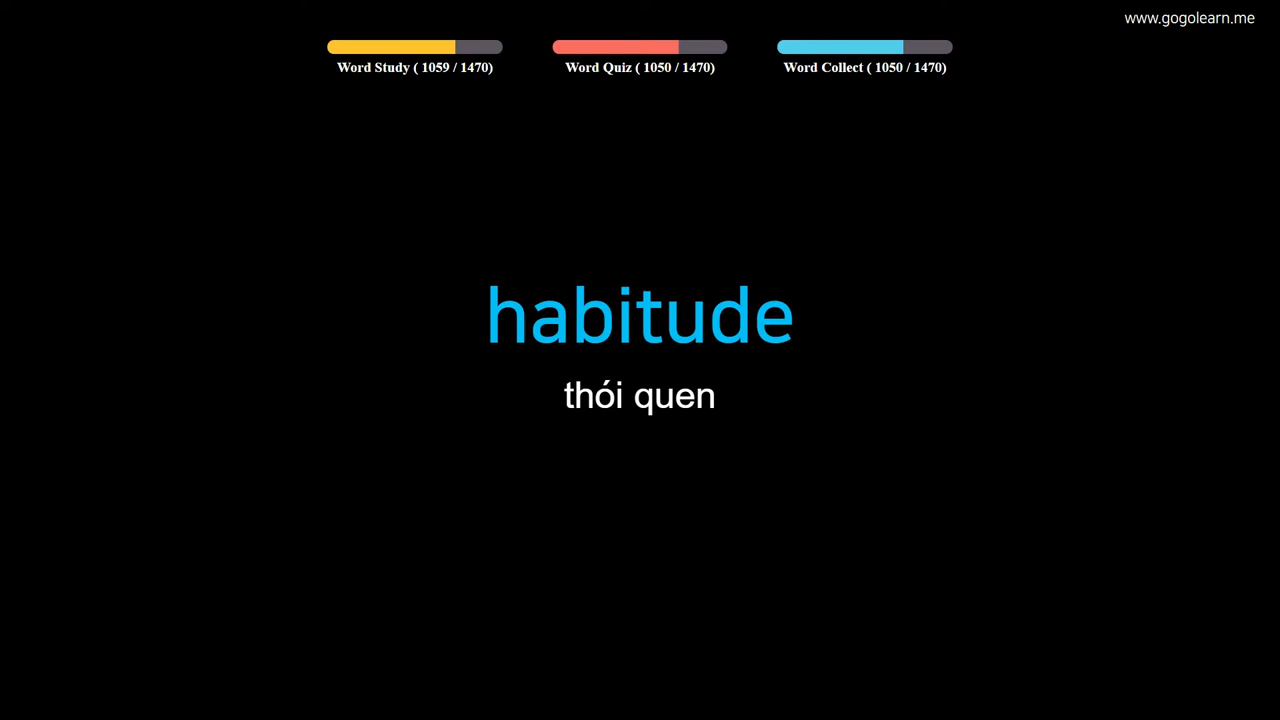 www.gogolearn.me
Word Study ( 1059 / 1470) Word Quiz ( 1050 / 1470) Word Collect ( 1050 / 1470)
habitude
thói quen